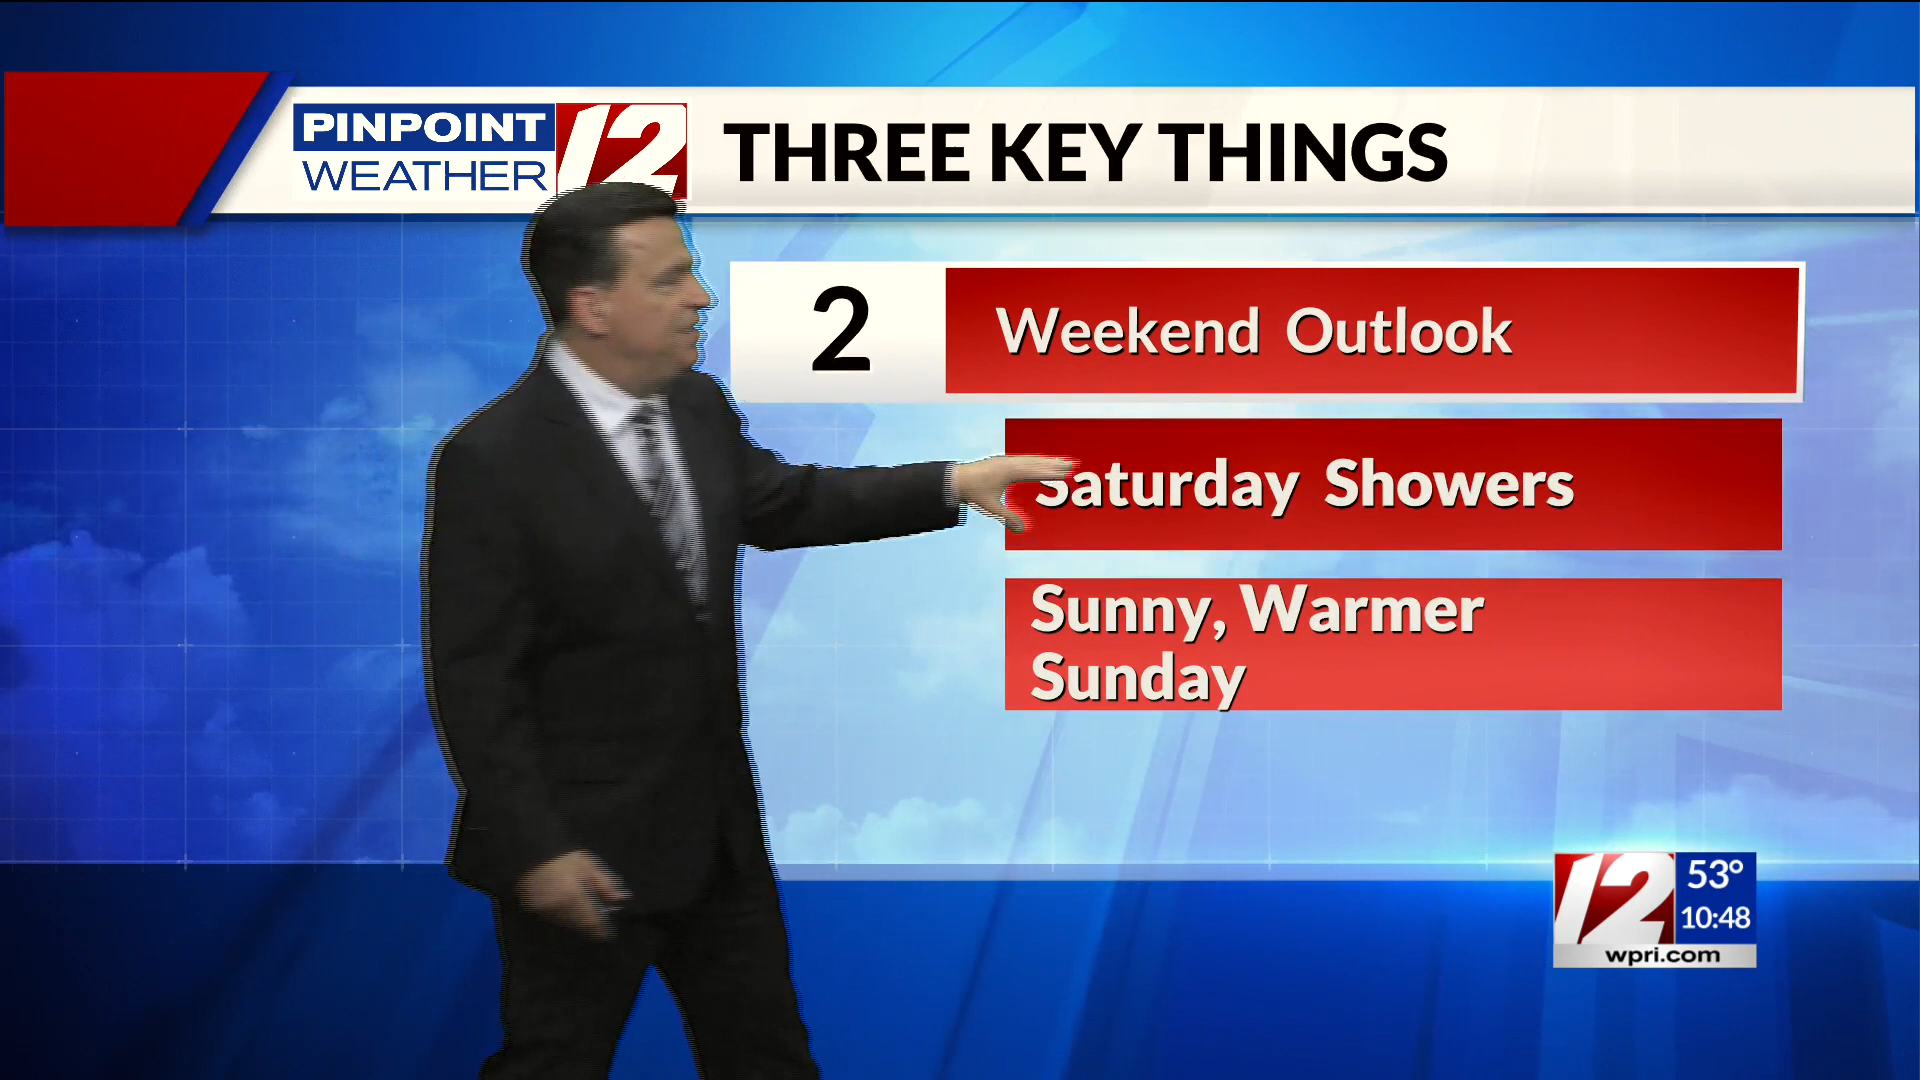 PINPOINT
WEATHER
12
THREE KEY THINGS
2
Weekend Outlook
Saturday Showers
Sunny, Warmer
Sunday
12
53°
10:48
wpri.com